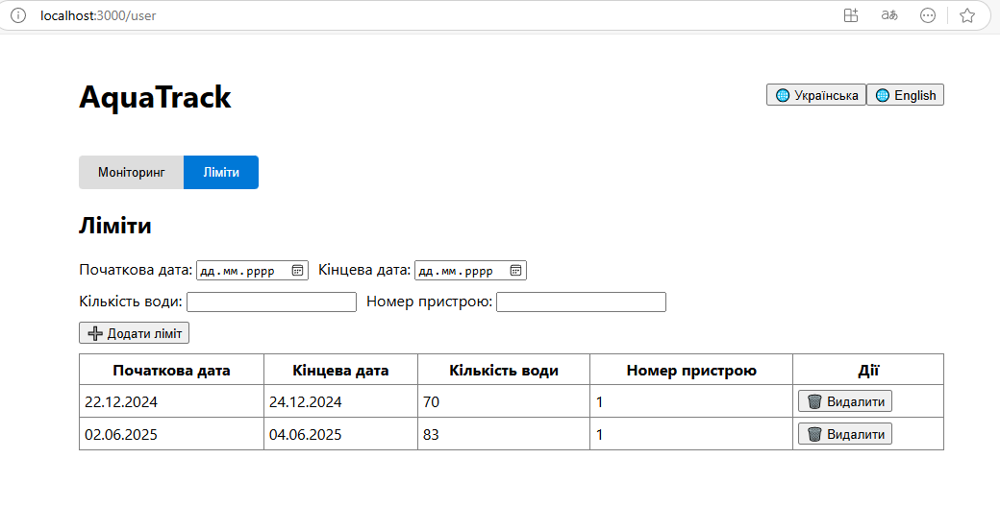 localhost:3000/user
AquaTrack
Українська English
Моніторинг Ліміти
Ліміти
Початкова дата: дд.мм.рррр Кінцева дата: дд.мм.рррр
Кількість води: Номер пристрою:
Додати ліміт
Початкова дата Кінцева дата Кількість води Номер пристрою Дії
22.12.2024 24.12.2024 70 1 Видалити
02.06.2025 04.06.2025 83 1 Видалити